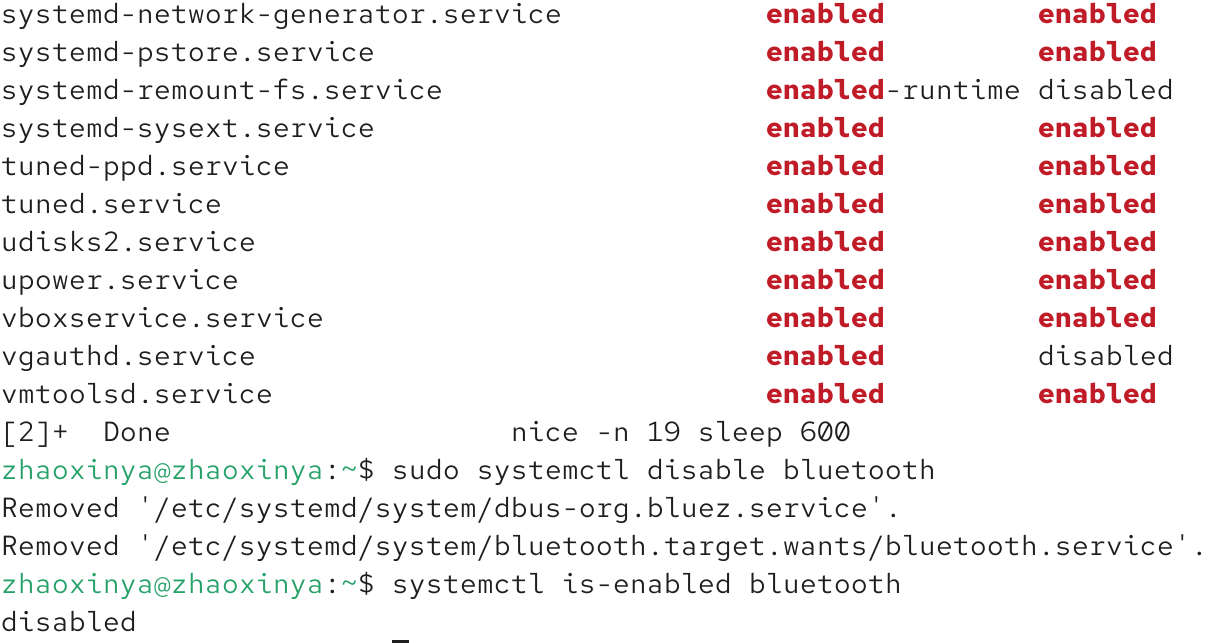 systemd-network-generator.service            enabled         enabled
systemd-pstore.service                       enabled         enabled
systemd-remount-fs.service                   enabled-runtime disabled
systemd-sysext.service                       enabled         enabled
tuned-ppd.service                            enabled         enabled
tuned.service                                enabled         enabled
udisks2.service                              enabled         enabled
upower.service                               enabled         enabled
vboxservice.service                          enabled         enabled
vgauthd.service                              enabled         disabled
vmtoolsd.service                             enabled         enabled
[2]+  Done                    nice -n 19 sleep 600
zhaoxinya@zhaoxinya:~$ sudo systemctl disable bluetooth
Removed '/etc/systemd/system/dbus-org.bluez.service'.
Removed '/etc/systemd/system/bluetooth.target.wants/bluetooth.service'.
zhaoxinya@zhaoxinya:~$ systemctl is-enabled bluetooth
disabled